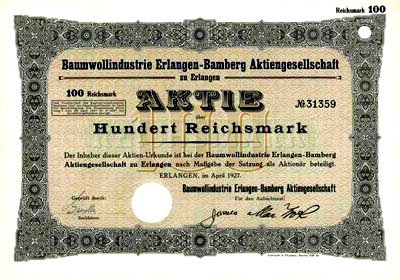 Reichsmark 100
Baumwollindustrie Erlangen-Bamberg Aktiengesellschaft
zu Erlangen
100 Reichsmark
AKTIE
№ 31359
über
Hundert Reichsmark
Der Inhaber dieser Aktien-Urkunde ist bei der Baumwollindustrie Erlangen-Bamberg
Aktiengesellschaft zu Erlangen nach Maßgabe der Satzung als Aktionär beteiligt.
ERLANGEN, im April 1927.
Baumwollindustrie Erlangen-Bamberg Aktiengesellschaft
Geprüft durch:
Für den Aufsichtsrat: